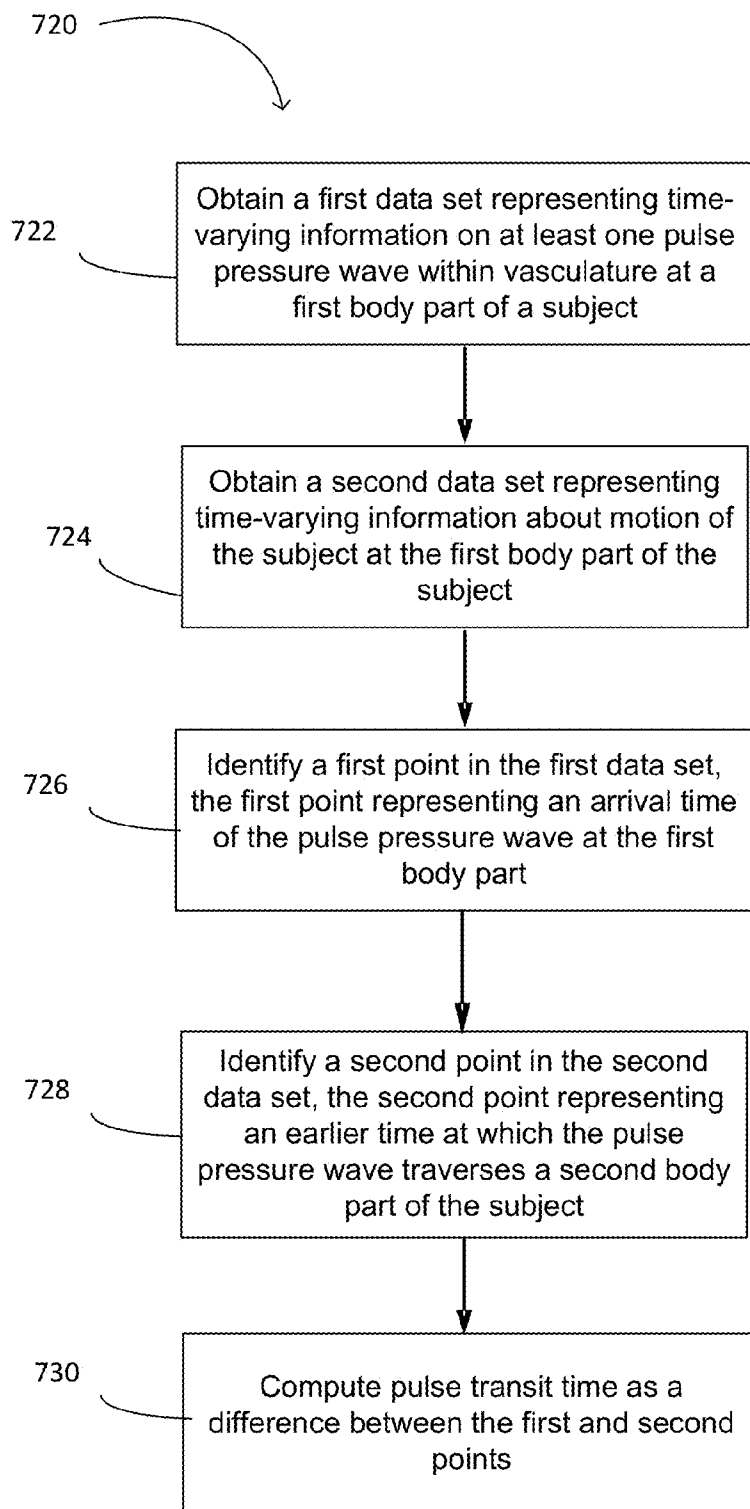 720
722
Obtain a first data set representing time-
varying information on at least one pulse
pressure wave within vasculature at a
first body part of a subject
724
Obtain a second data set representing
time-varying information about motion of
the subject at the first body part of the
subject
726
Identify a first point in the first data set,
the first point representing an arrival time
of the pulse pressure wave at the first
body part
728
Identify a second point in the second
data set, the second point representing
an earlier time at which the pulse
pressure wave traverses a second body
part of the subject
730
Compute pulse transit time as a
difference between the first and second
points